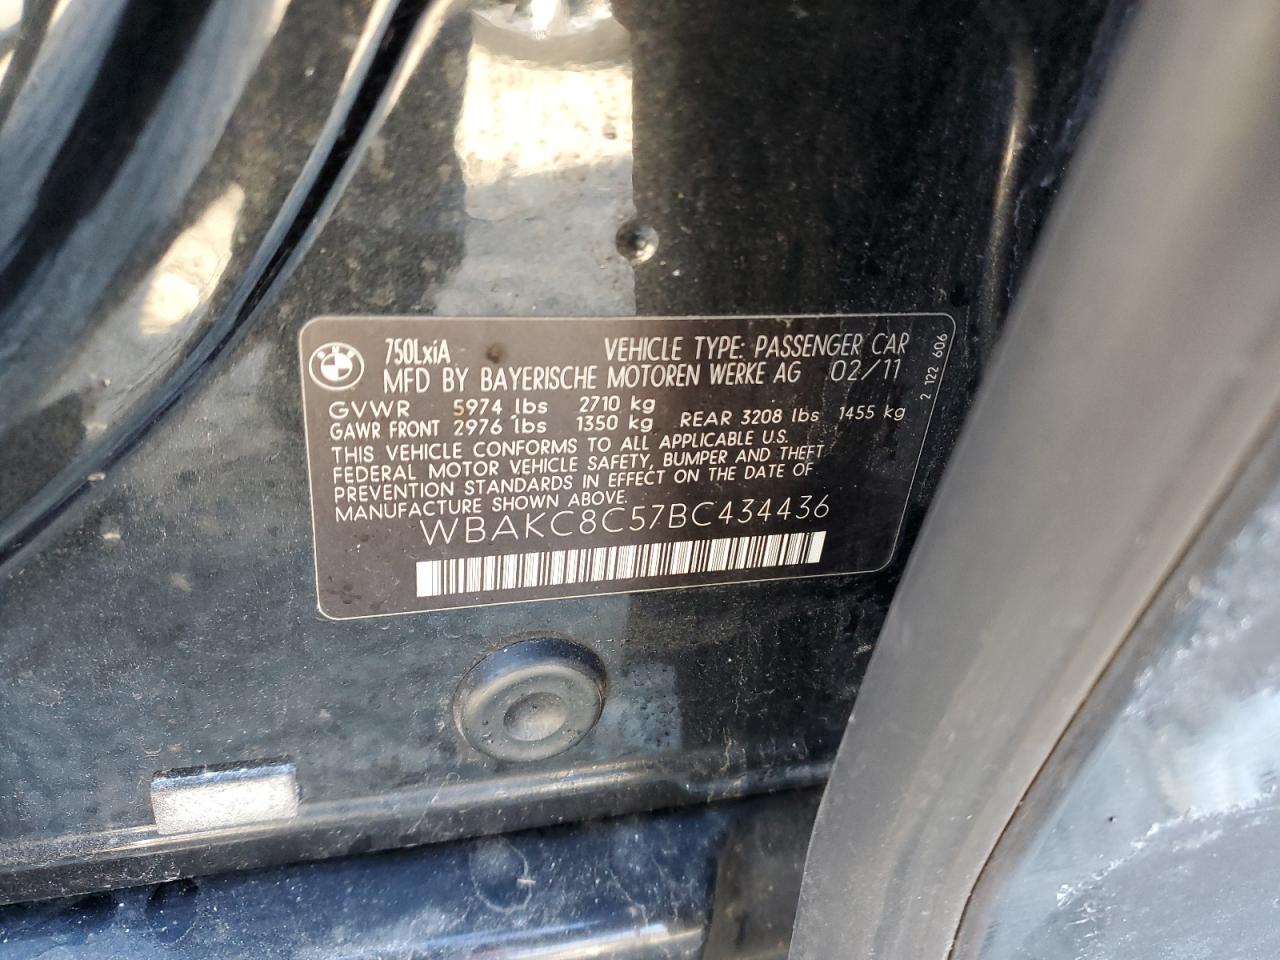 BMW
750LxiA VEHICLE TYPE: PASSENGER CAR
MFD BY BAYERISCHE MOTOREN WERKE AG 02/11
GVWR 5974 lbs 2710 kg
GAWR FRONT 2976 lbs 1350 kg REAR 3208 lbs 1455 kg
THIS VEHICLE CONFORMS TO ALL APPLICABLE U.S.
FEDERAL MOTOR VEHICLE SAFETY, BUMPER AND THEFT
PREVENTION STANDARDS IN EFFECT ON THE DATE OF
MANUFACTURE SHOWN ABOVE.
WBAKC8C57BC434436
2 122 606